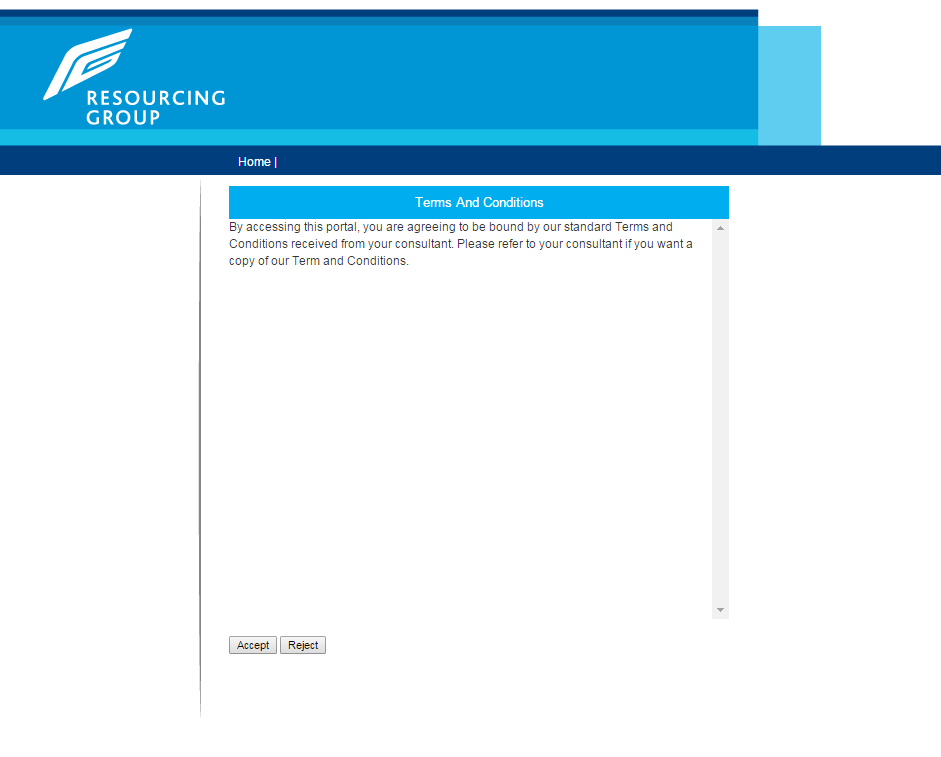 RESOURCING
GROUP
Home |
Terms And Conditions
By accessing this portal, you are agreeing to be bound by our standard Terms and
Conditions received from your consultant. Please refer to your consultant if you want a
copy of our Term and Conditions.
Accept Reject